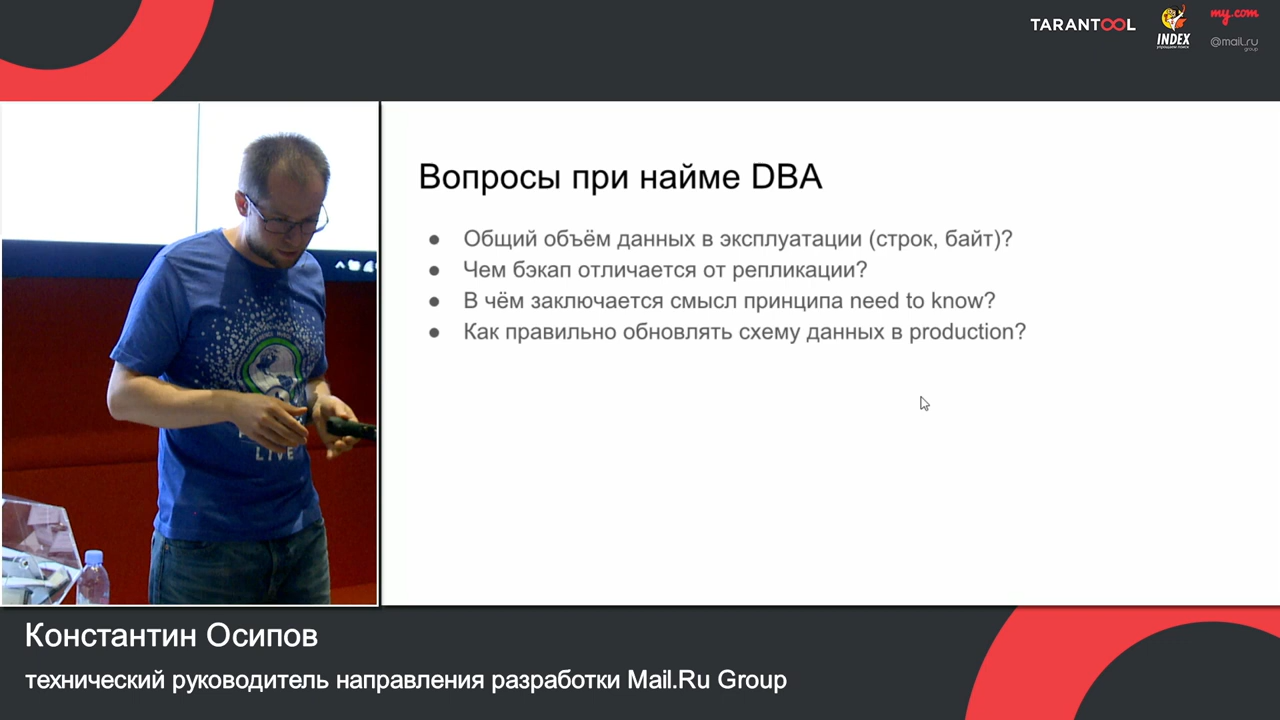 TARANTOOL
INDEX
my.com
@mail.ru
group
Вопросы при найме DBA
Общий объём данных в эксплуатации (строк, байт)?
Чем бэкап отличается от репликации?
В чём заключается смысл принципа need to know?
Как правильно обновлять схему данных в production?
LIVE
Константин Осипов
технический руководитель направления разработки Mail.Ru Group